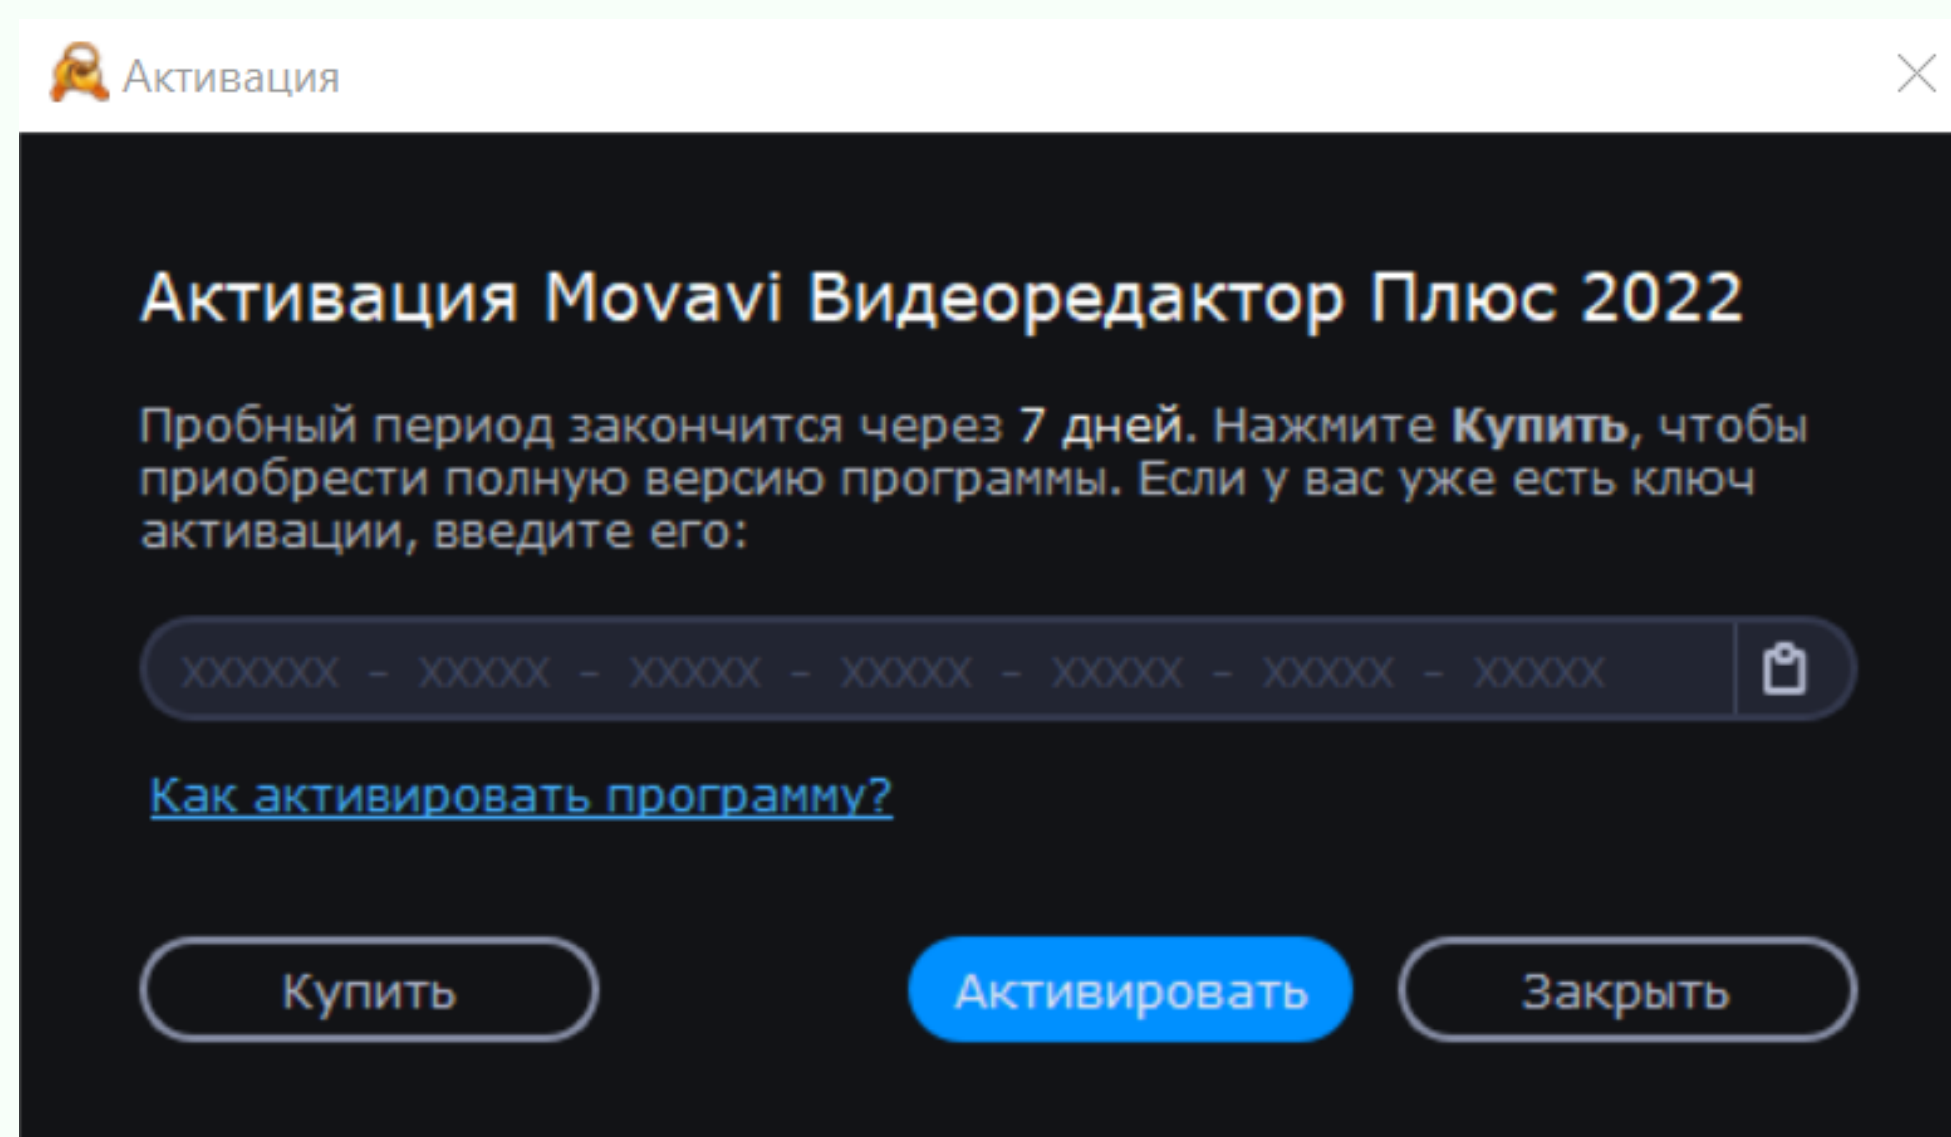 Активация
Активация Movavi Видеоредактор Плюс 2022
Пробный период закончится через 7 дней. Нажмите Купить, чтобы
приобрести полную версию программы. Если у вас уже есть ключ
активации, введите его:
XXXXXX - XXXXX - XXXXX - XXXXX - XXXXX - XXXXX - XXXXX
Как активировать программу?
Купить Активировать Закрыть